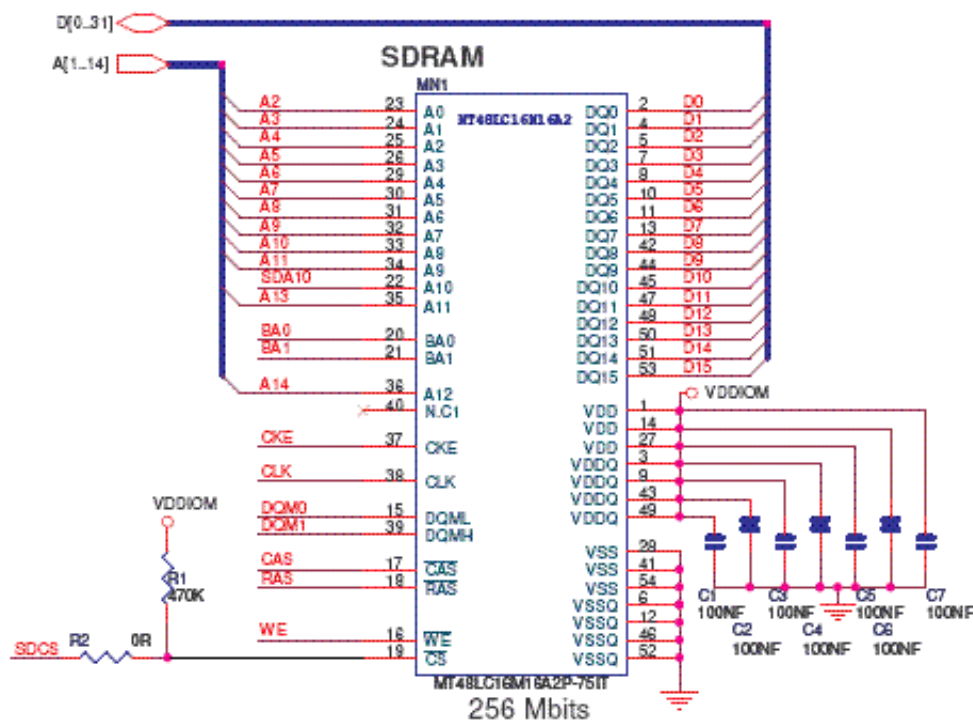 D[0..31]
A[1..14]
SDRAM
MN1
MT48LC16M16A2
A2 23 A0 DQ0 2 D0
A3 24 A1 DQ1 4 D1
A4 25 A2 DQ2 5 D2
A5 26 A3 DQ3 7 D3
A6 29 A4 DQ4 8 D4
A7 30 A5 DQ5 10 D5
A8 31 A6 DQ6 11 D6
A9 32 A7 DQ7 13 D7
A10 33 A8 DQ8 42 D8
A11 34 A9 DQ9 44 D9
SDA10 22 A10 DQ10 45 D10
A13 35 A11 DQ11 47 D11
DQ12 48 D12
BA0 20 BA0 DQ13 50 D13
BA1 21 BA1 DQ14 51 D14
DQ15 53 D15
A14 36 A12
VDDIOM
40 N.C1 VDD 1
VDD 14
CKE 37 CKE VDD 27
VDDQ 3
CLK 38 CLK VDDQ 9
VDDQ 43
VDDIOM
DQM0 15 DQML VDDQ 49
DQM1 39 DQMH
VSS 28
CAS 17 CAS VSS 41
RAS 18 RAS VSS 54
VSSQ 6
VSSQ 12
WE 16 WE VSSQ 46
SDCS 19 CS VSSQ 52
R1
470K
R2 0R
C1 C3 C5 C7
100NF 100NF 100NF 100NF
C2 C4 C6
100NF 100NF 100NF
MT48LC16M16A2P-75IT
256 Mbits